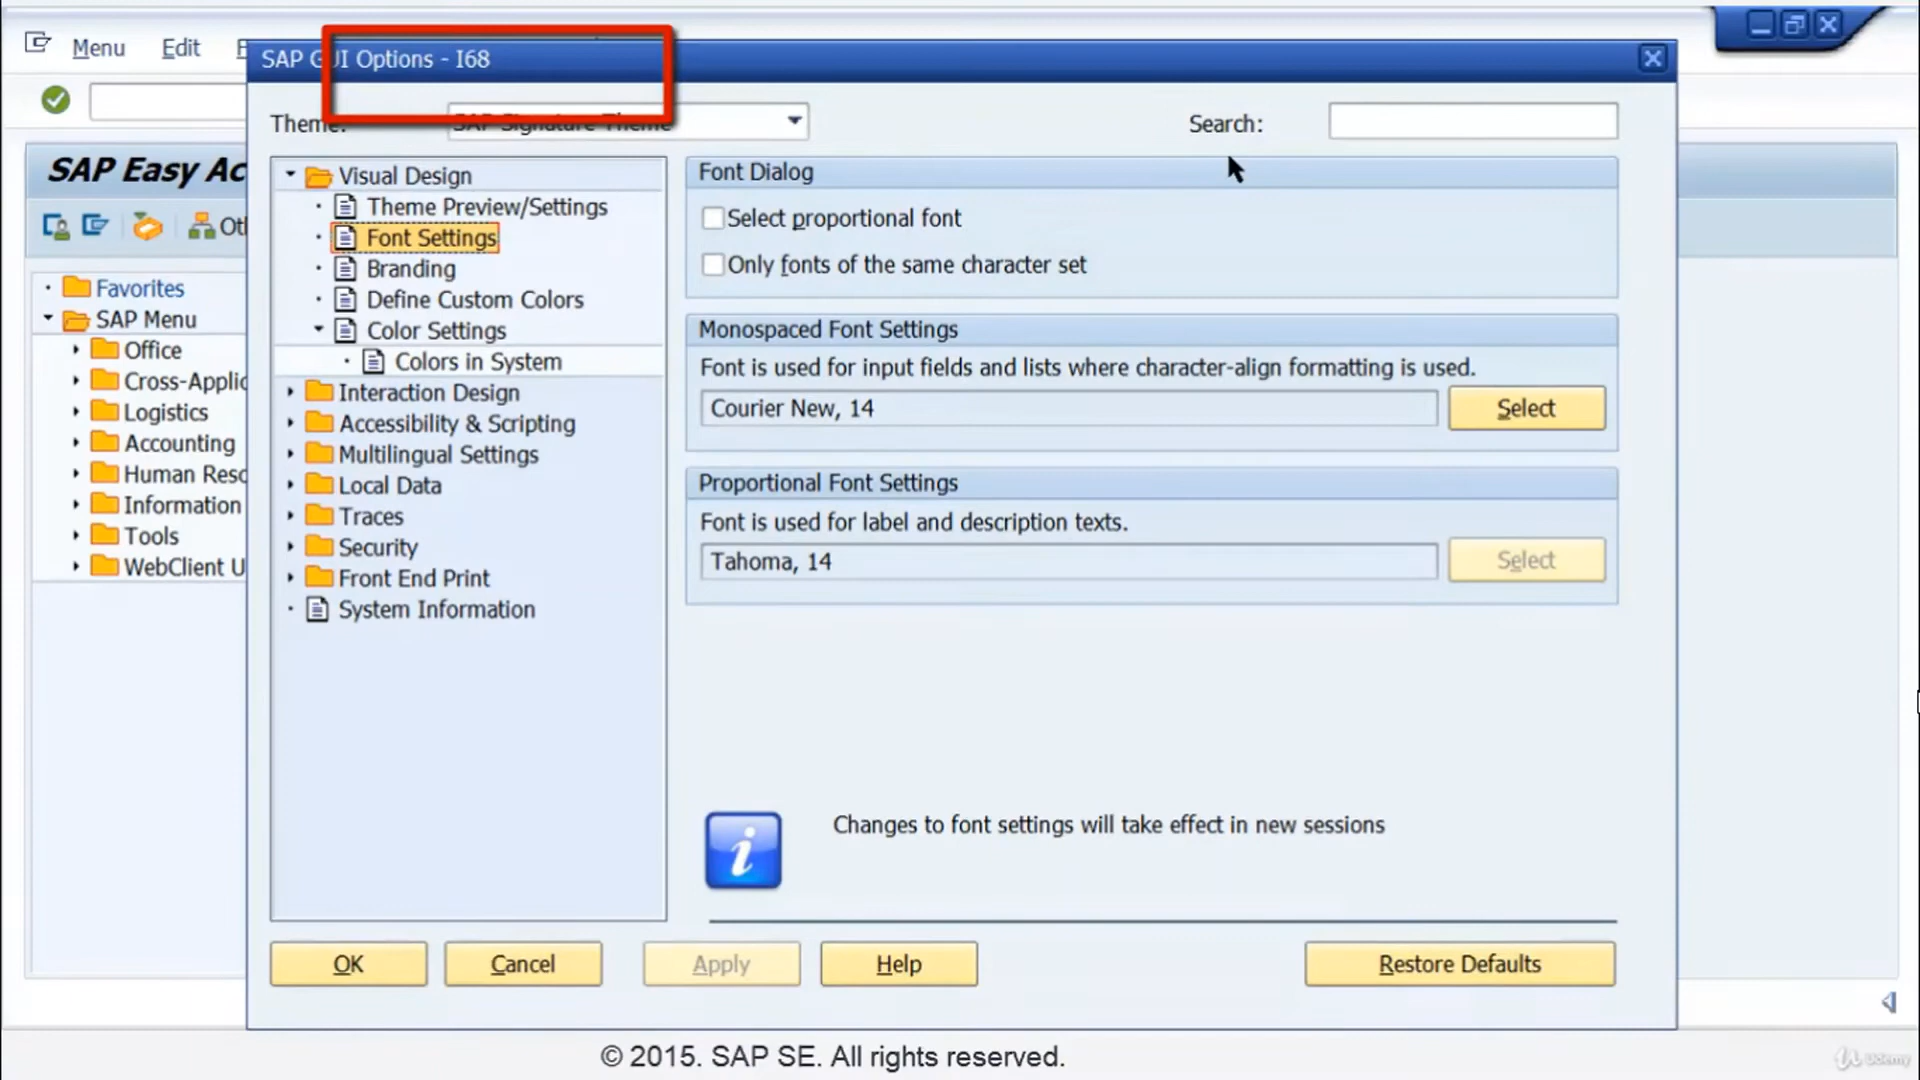 Menu Edit
SAP GUI Options - I68
Theme: SAP Signature Theme Search:
SAP Easy Ac
Favorites
SAP Menu
Office
Cross-Applic
Logistics
Accounting
Human Reso
Information
Tools
WebClient U
Visual Design
Theme Preview/Settings
Font Settings
Branding
Define Custom Colors
Color Settings
Colors in System
Interaction Design
Accessibility & Scripting
Multilingual Settings
Local Data
Traces
Security
Front End Print
System Information
Font Dialog
Select proportional font
Only fonts of the same character set
Monospaced Font Settings
Font is used for input fields and lists where character-align formatting is used.
Courier New, 14 Select
Proportional Font Settings
Font is used for label and description texts.
Tahoma, 14 Select
Changes to font settings will take effect in new sessions
OK Cancel Apply Help Restore Defaults
© 2015. SAP SE. All rights reserved.
Udemy